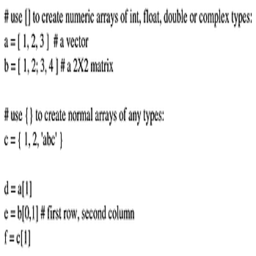 # use [] to create numeric arrays of int, float, double or complex types:
a = [ 1, 2, 3 ] # a vector
b = [ 1, 2; 3, 4 ] # a 2X2 matrix
# use { } to create normal arrays of any types:
c = { 1, 2, 'abc' }
d = a[1]
e = b[0,1] # first row, second column
f = c[1]